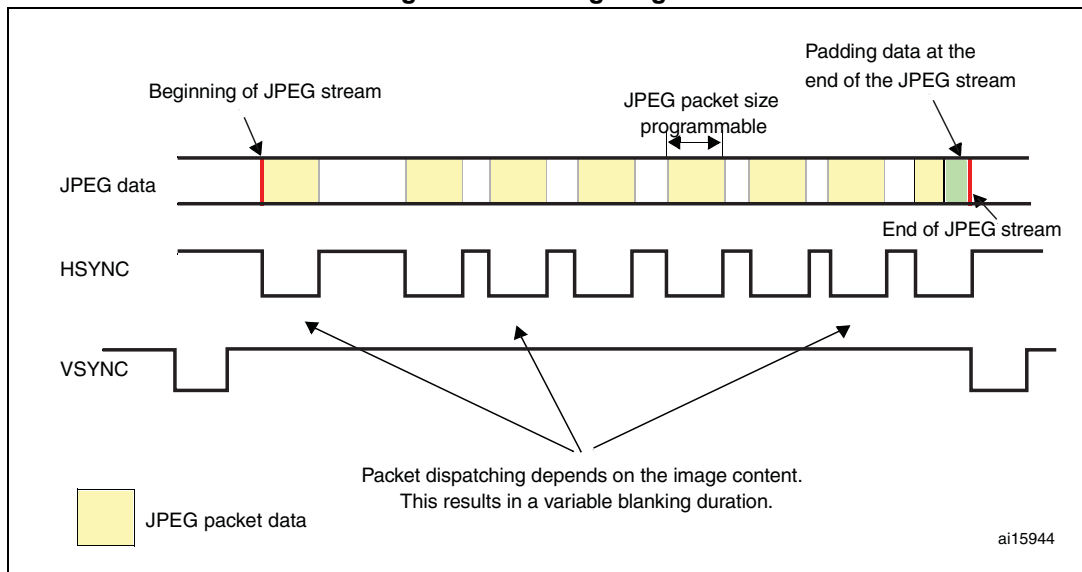 Padding data at the
end of the JPEG stream
Beginning of JPEG stream
JPEG packet size
programmable
JPEG data
End of JPEG stream
HSYNC
VSYNC
Packet dispatching depends on the image content.
This results in a variable blanking duration.
JPEG packet data
ai15944